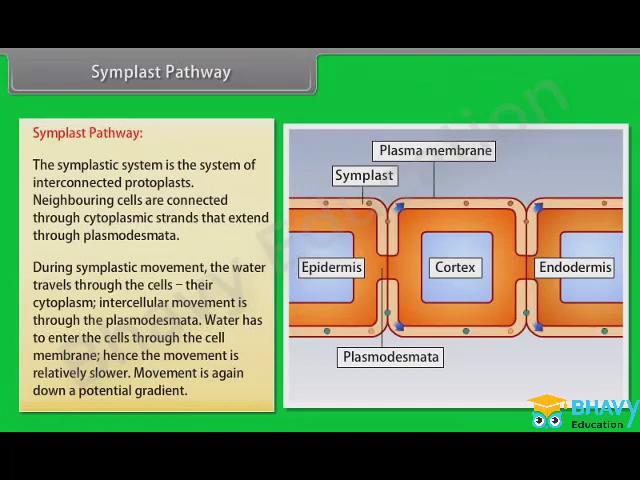 Symplast Pathway
Symplast Pathway:
The symplastic system is the system of
interconnected protoplasts.
Neighbouring cells are connected
through cytoplasmic strands that extend
through plasmodesmata.
During symplastic movement, the water
travels through the cells – their
cytoplasm; intercellular movement is
through the plasmodesmata. Water has
to enter the cells through the cell
membrane; hence the movement is
relatively slower. Movement is again
down a potential gradient.
Plasma membrane
Symplast
Epidermis
Cortex
Endodermis
Plasmodesmata
BHAVY
Education
Bhavy Education